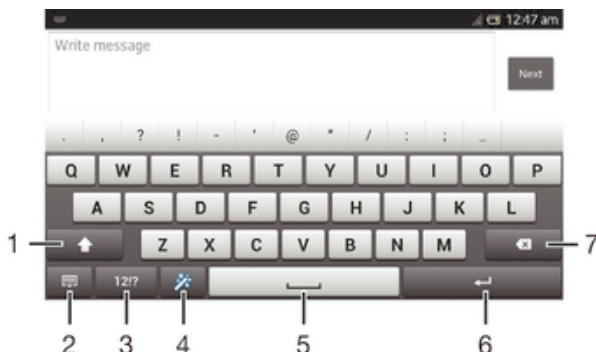 12:47 am
Write message
Next
. , ? ! - ' @ " / : ; _
Q W E R T Y U I O P
A S D F G H J K L
1 Z X C V B N M 7
12!?
2 3 4 5 6